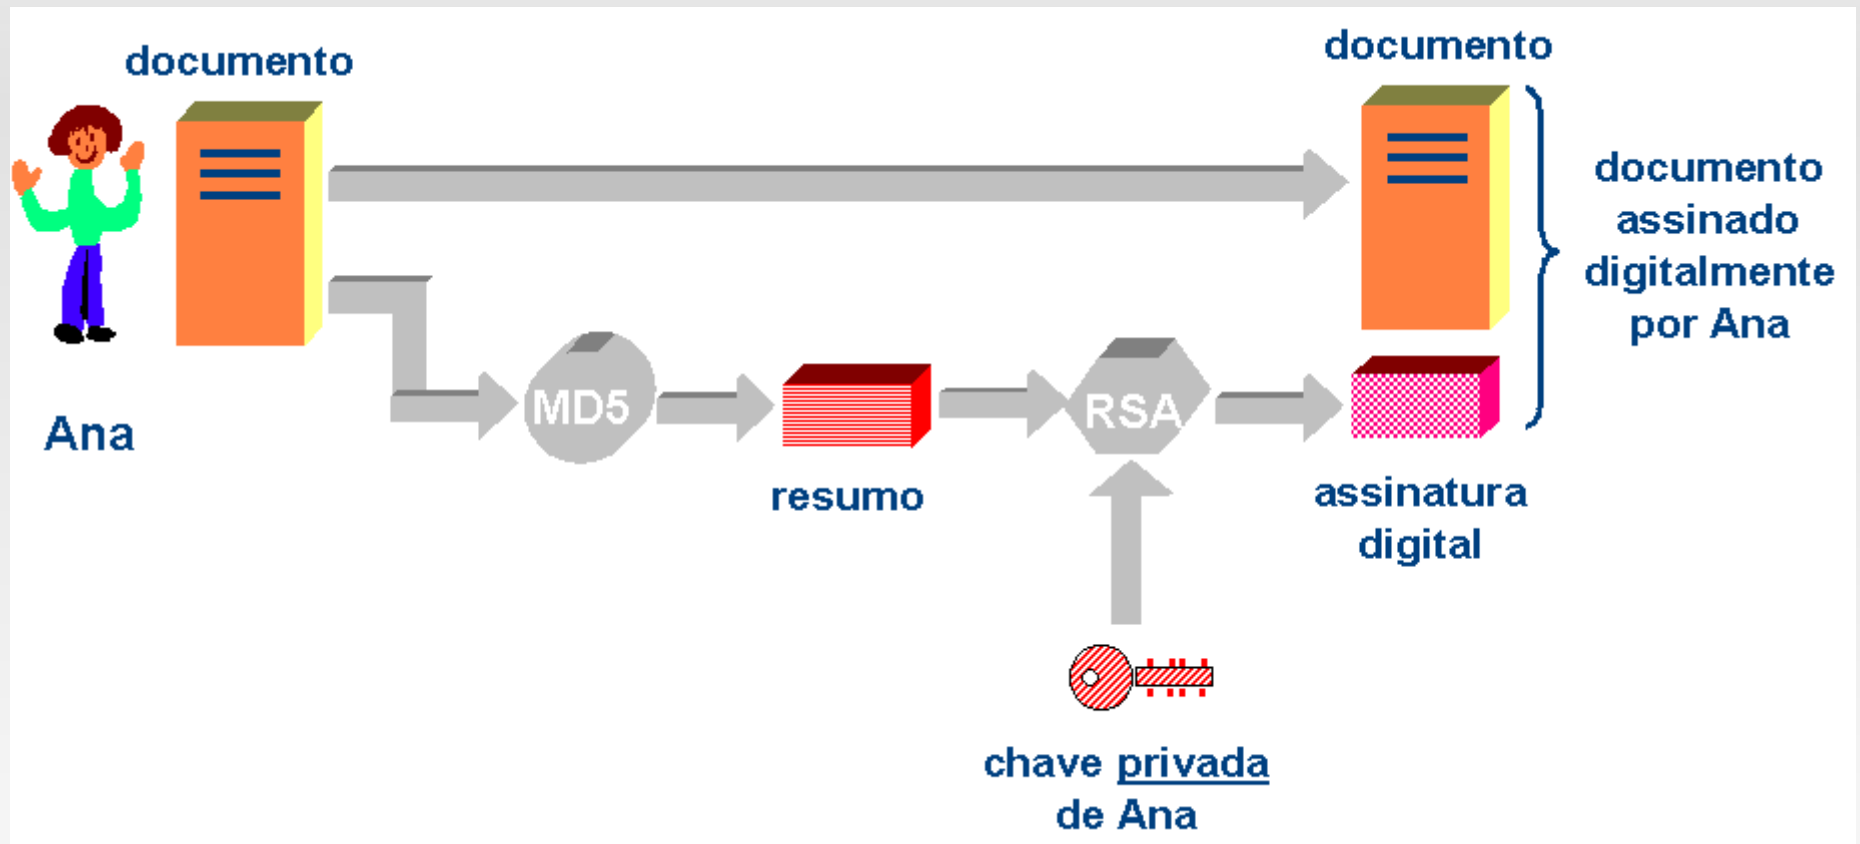 documento
documento
documento
assinado
digitalmente
por Ana
Ana
MD5
resumo
RSA
assinatura
digital
chave privada
de Ana